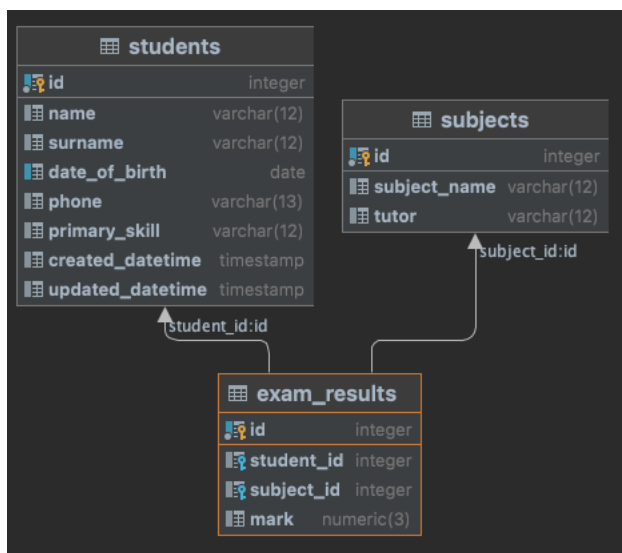 students
id integer
name varchar(12)
surname varchar(12)
date_of_birth date
phone varchar(13)
primary_skill varchar(12)
created_datetime timestamp
updated_datetime timestamp
subjects
id integer
subject_name varchar(12)
tutor varchar(12)
subject_id:id
student_id:id
exam_results
id integer
student_id integer
subject_id integer
mark numeric(3)